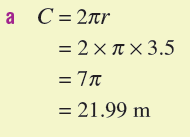 a C = 2πr
= 2 × π × 3.5
= 7π
= 21.99 m